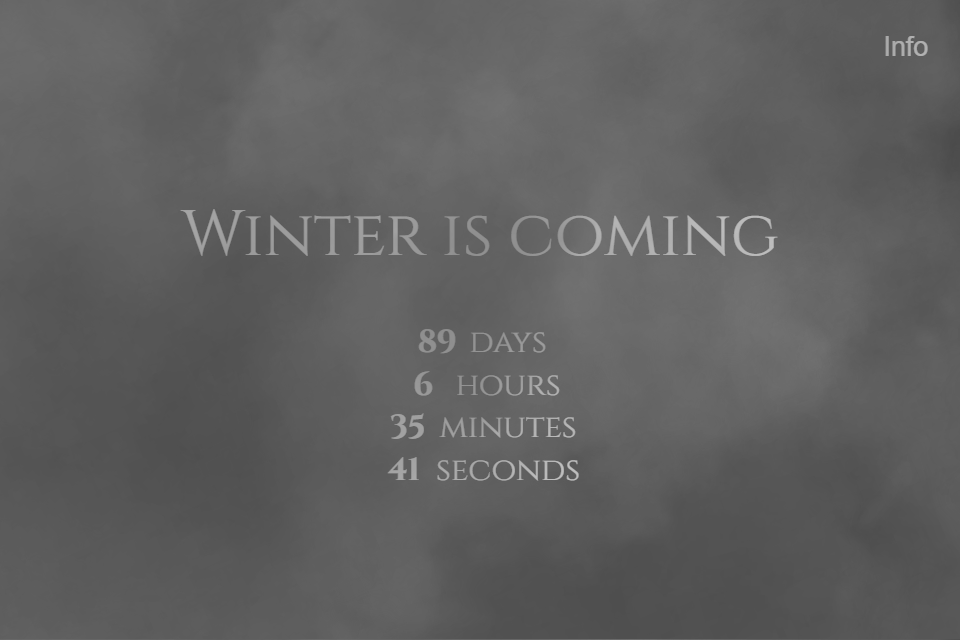 Info
Winter is coming
89 days
6 hours
35 minutes
41 seconds